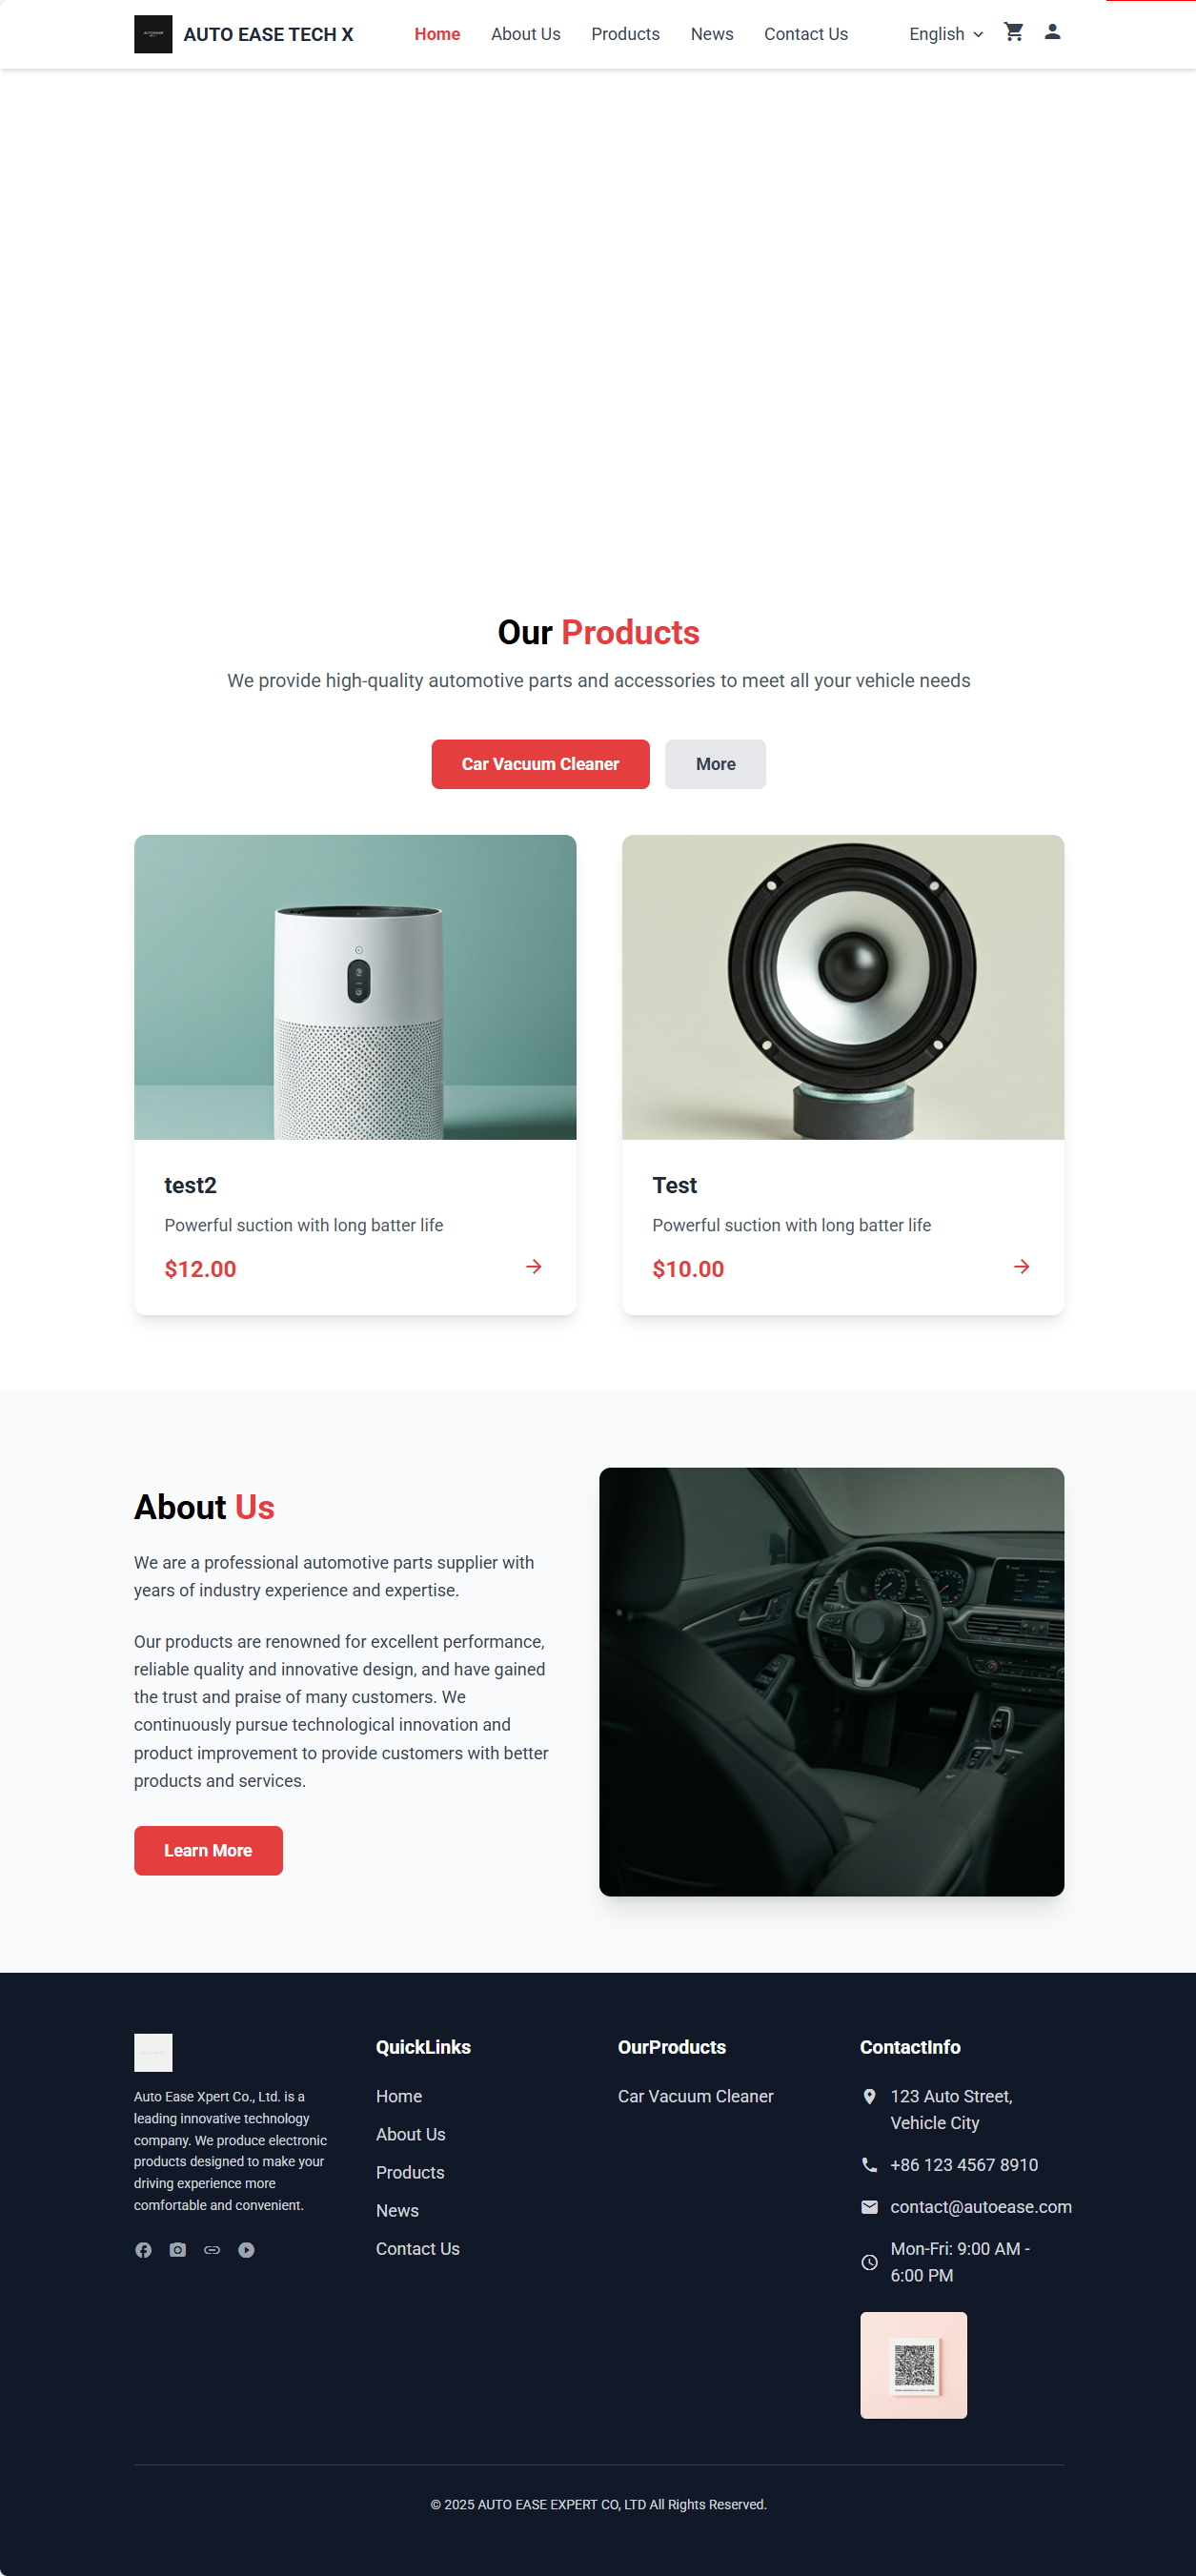 AUTO EASE TECH X
Home
About Us
Products
News
Contact Us
English
Our Products
We provide high-quality automotive parts and accessories to meet all your vehicle needs
Car Vacuum Cleaner
More
test2
Powerful suction with long batter life
$12.00
Test
Powerful suction with long batter life
$10.00
About Us
We are a professional automotive parts supplier with
years of industry experience and expertise.
Our products are renowned for excellent performance,
reliable quality and innovative design, and have gained
the trust and praise of many customers. We
continuously pursue technological innovation and
product improvement to provide customers with better
products and services.
Learn More
Auto Ease Xpert Co., Ltd. is a
leading innovative technology
company. We produce electronic
products designed to make your
driving experience more
comfortable and convenient.
QuickLinks
Home
About Us
Products
News
Contact Us
OurProducts
Car Vacuum Cleaner
ContactInfo
123 Auto Street,
Vehicle City
+86 123 4567 8910
contact@autoease.com
Mon-Fri: 9:00 AM -
6:00 PM
© 2025 AUTO EASE EXPERT CO, LTD All Rights Reserved.